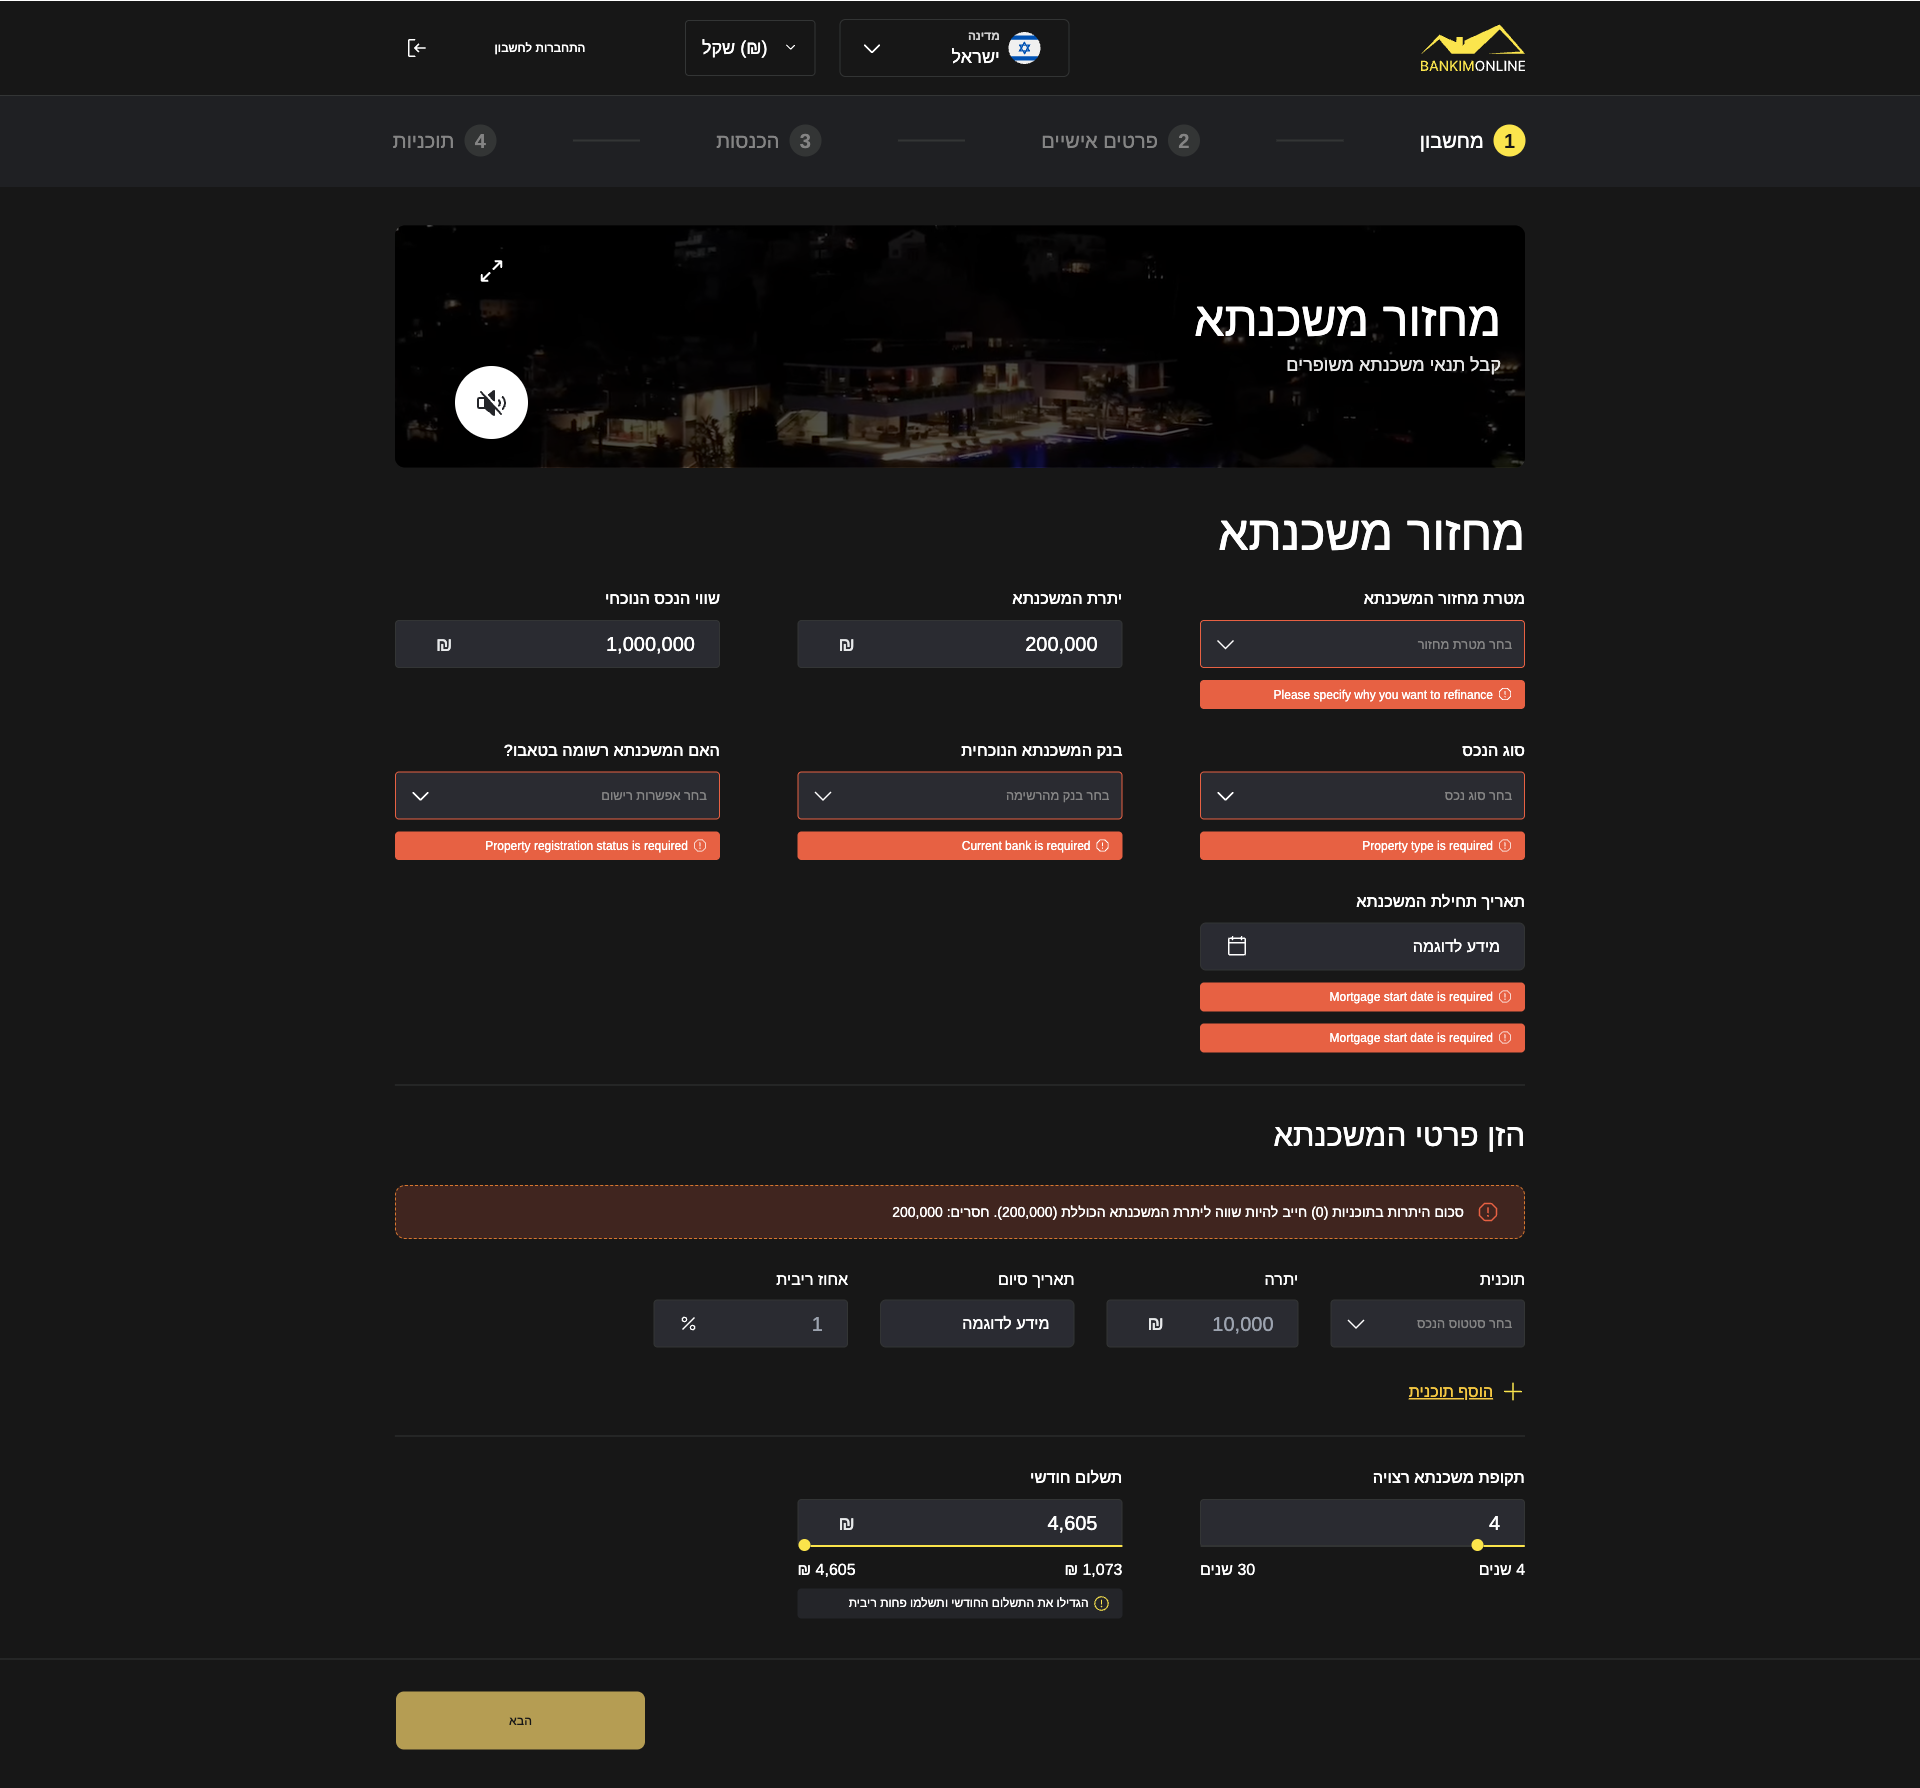 BANKIMONLINE
מדינה
ישראל
שקל (₪)
התחברות לחשבון
1 מחשבון
2 פרטים אישיים
3 הכנסות
4 תוכניות
מחזור משכנתא
קבל תנאי משכנתא משופרים
מחזור משכנתא
מטרת מחזור המשכנתא
בחר מטרת מחזור
Please specify why you want to refinance
יתרת המשכנתא
200,000 ₪
שווי הנכס הנוכחי
1,000,000 ₪
סוג הנכס
בחר סוג נכס
Property type is required
בנק המשכנתא הנוכחית
בחר בנק מהרשימה
Current bank is required
האם המשכנתא רשומה בטאבו?
בחר אפשרות רישום
Property registration status is required
תאריך תחילת המשכנתא
מידע לדוגמה
Mortgage start date is required
Mortgage start date is required
הזן פרטי המשכנתא
סכום היתרות בתוכניות (0) חייב להיות שווה ליתרת המשכנתא הכוללת (200,000). חסרים: 200,000
תוכנית
בחר סטטוס הנכס
יתרה
10,000 ₪
תאריך סיום
מידע לדוגמה
אחוז ריבית
1 %
הוסף תוכנית
תקופת משכנתא רצויה
4
4 שנים
30 שנים
תשלום חודשי
4,605 ₪
1,073 ₪
4,605 ₪
הגדילו את התשלום החודשי ותשלמו פחות ריבית
הבא